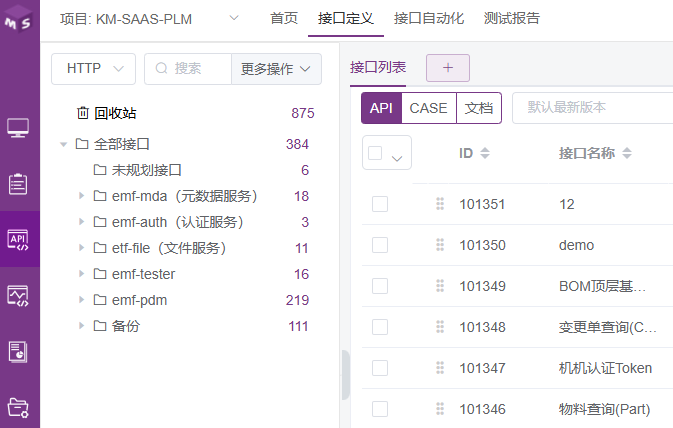 MS
项目: KM-SAAS-PLM 首页 接口定义 接口自动化 测试报告
HTTP 搜索 更多操作
回收站 875
全部接口 384
未规划接口 6
emf-mda（元数据服务） 18
emf-auth（认证服务） 3
etf-file（文件服务） 11
emf-tester 16
emf-pdm 219
备份 111
API
接口列表 +
API CASE 文档 默认最新版本
ID 接口名称
101351 12
101350 demo
101349 BOM顶层基...
101348 变更单查询(C...
101347 机机认证Token
101346 物料查询(Part)